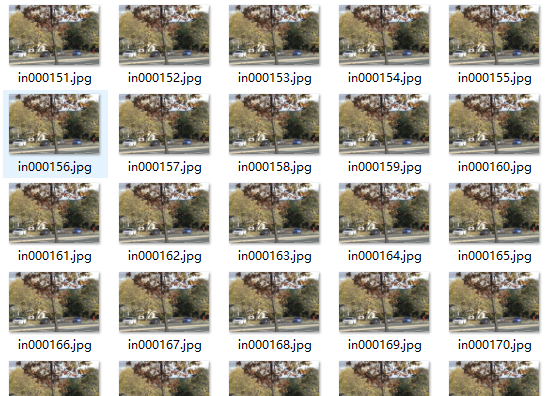 in000151.jpg in000152.jpg in000153.jpg in000154.jpg in000155.jpg
in000156.jpg in000157.jpg in000158.jpg in000159.jpg in000160.jpg
in000161.jpg in000162.jpg in000163.jpg in000164.jpg in000165.jpg
in000166.jpg in000167.jpg in000168.jpg in000169.jpg in000170.jpg